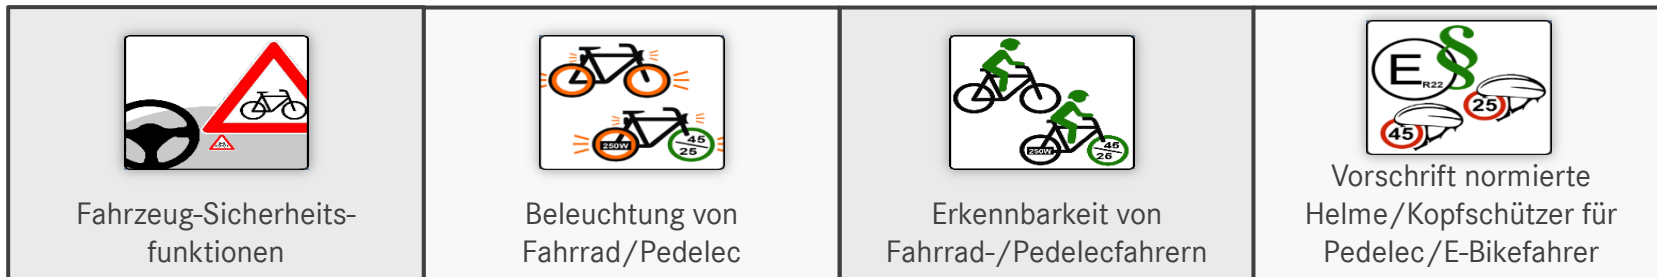 Fahrzeug-Sicherheits-
funktionen
250W
45
25
Beleuchtung von
Fahrrad/Pedelec
250W
45
25
Erkennbarkeit von
Fahrrad-/Pedelecfahrern
E
R22
§
25
45
Vorschrift normierte
Helme/Kopfschützer für
Pedelec/E-Bikefahrer